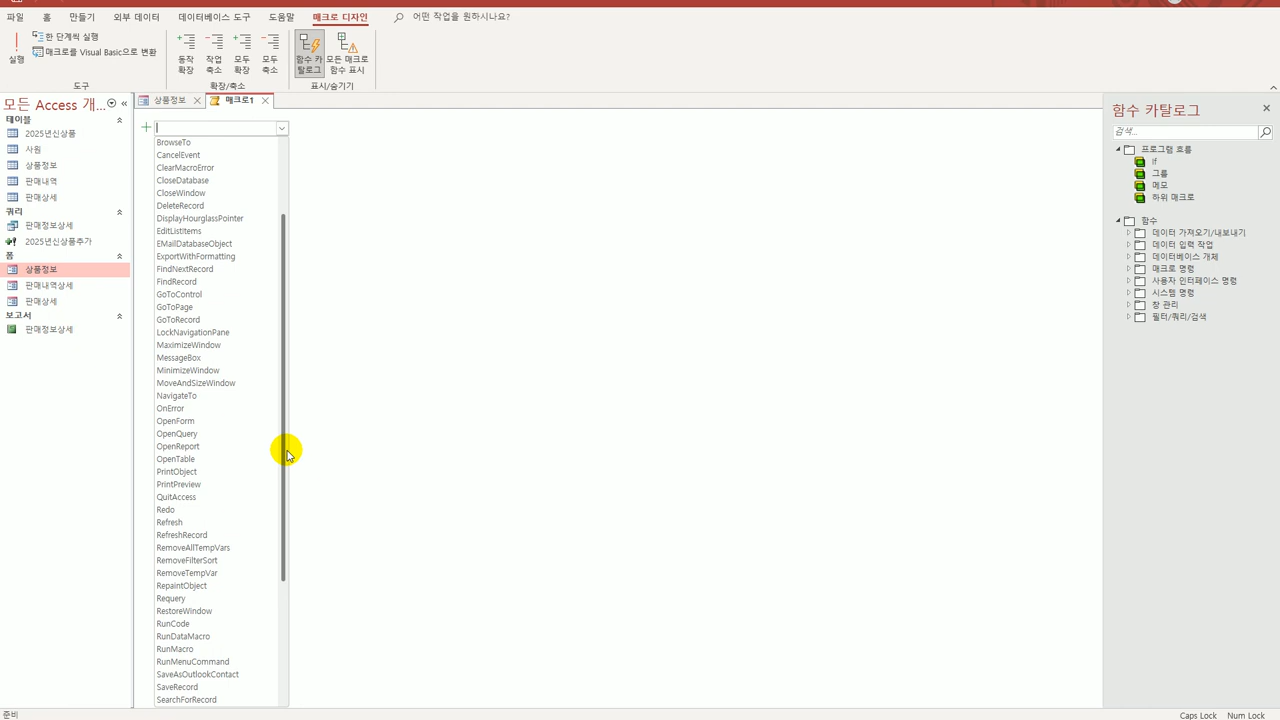 파일 홈 만들기 외부 데이터 데이터베이스 도구 도움말 매크로 디자인 어떤 작업을 원하시나요?
실행
한 단계씩 실행
매크로를 Visual Basic으로 변환
도구
동작 확장
작업 축소
모두 확장
모두 축소
확장/축소
함수 카탈로그
모든 매크로 함수 표시
표시/숨기기
모든 Access 개...
테이블
2025년신상품
사원
상품정보
판매내역
판매상세
쿼리
판매정보상세
2025년신상품추가
폼
상품정보
판매내역상세
판매상세
보고서
판매정보상세
상품정보
매크로1
BrowseTo
CancelEvent
ClearMacroError
CloseDatabase
CloseWindow
DeleteRecord
DisplayHourglassPointer
EditListItems
EMailDatabaseObject
ExportWithFormatting
FindNextRecord
FindRecord
GoToControl
GoToPage
GoToRecord
LockNavigationPane
MaximizeWindow
MessageBox
MinimizeWindow
MoveAndSizeWindow
NavigateTo
OnError
OpenForm
OpenQuery
OpenReport
OpenTable
PrintObject
PrintPreview
QuitAccess
Redo
Refresh
RefreshRecord
RemoveAllTempVars
RemoveFilterSort
RemoveTempVar
RepaintObject
Requery
RestoreWindow
RunCode
RunDataMacro
RunMacro
RunMenuCommand
SaveAsOutlookContact
SaveRecord
SearchForRecord
함수 카탈로그
검색...
프로그램 흐름
If
그룹
메모
하위 매크로
함수
데이터 가져오기/내보내기
데이터 입력 작업
데이터베이스 개체
매크로 명령
사용자 인터페이스 명령
시스템 명령
창 관리
필터/쿼리/검색
준비
Caps Lock Num Lock